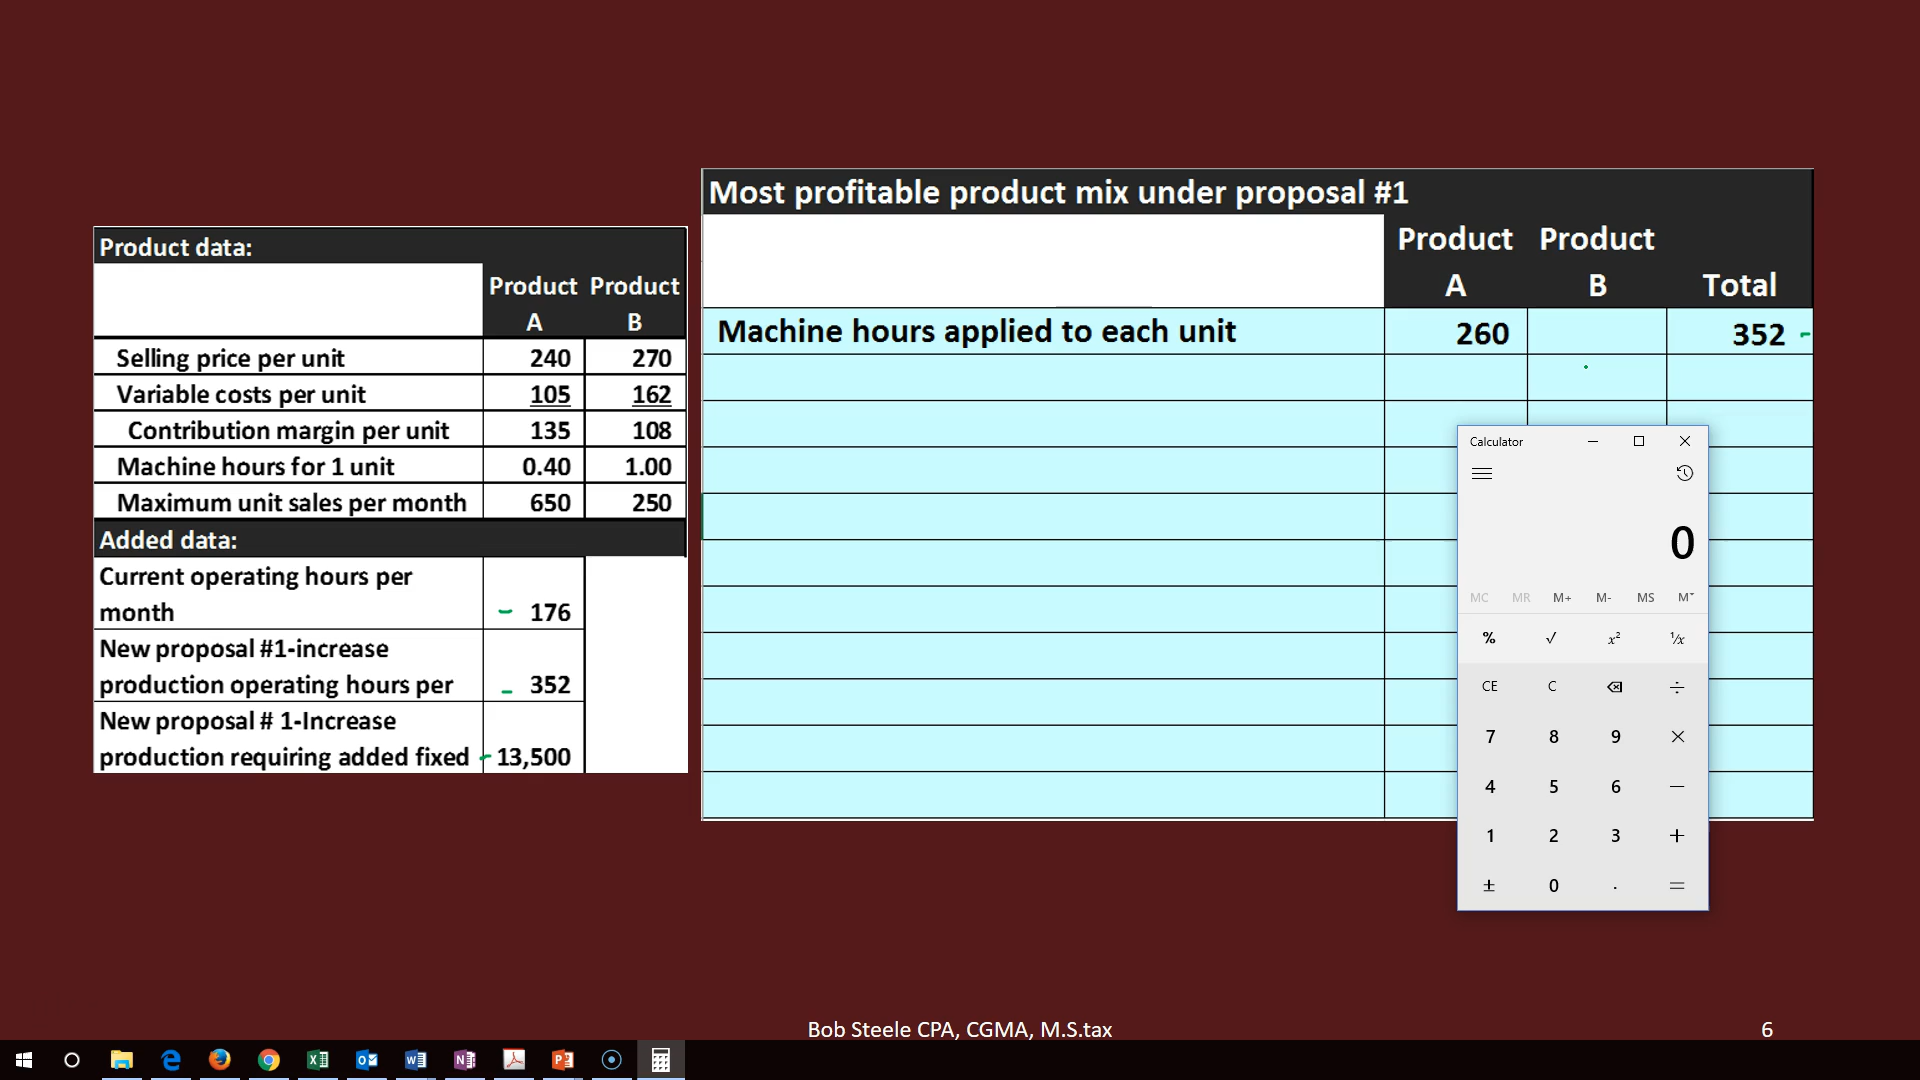 Product data:
Product Product
A B
Selling price per unit 240 270
Variable costs per unit 105 162
Contribution margin per unit 135 108
Machine hours for 1 unit 0.40 1.00
Maximum unit sales per month 650 250
Added data:
Current operating hours per
month 176
New proposal #1-increase
production operating hours per 352
New proposal # 1-Increase
production requiring added fixed 13,500
Most profitable product mix under proposal #1
Product Product
A B Total
Machine hours applied to each unit 260 352
Calculator
0
MC MR M+ M- MS M˅
% √ x² ¹/x
CE C ÷
7 8 9 ×
4 5 6 −
1 2 3 +
± 0 . =
Bob Steele CPA, CGMA, M.S.tax
6